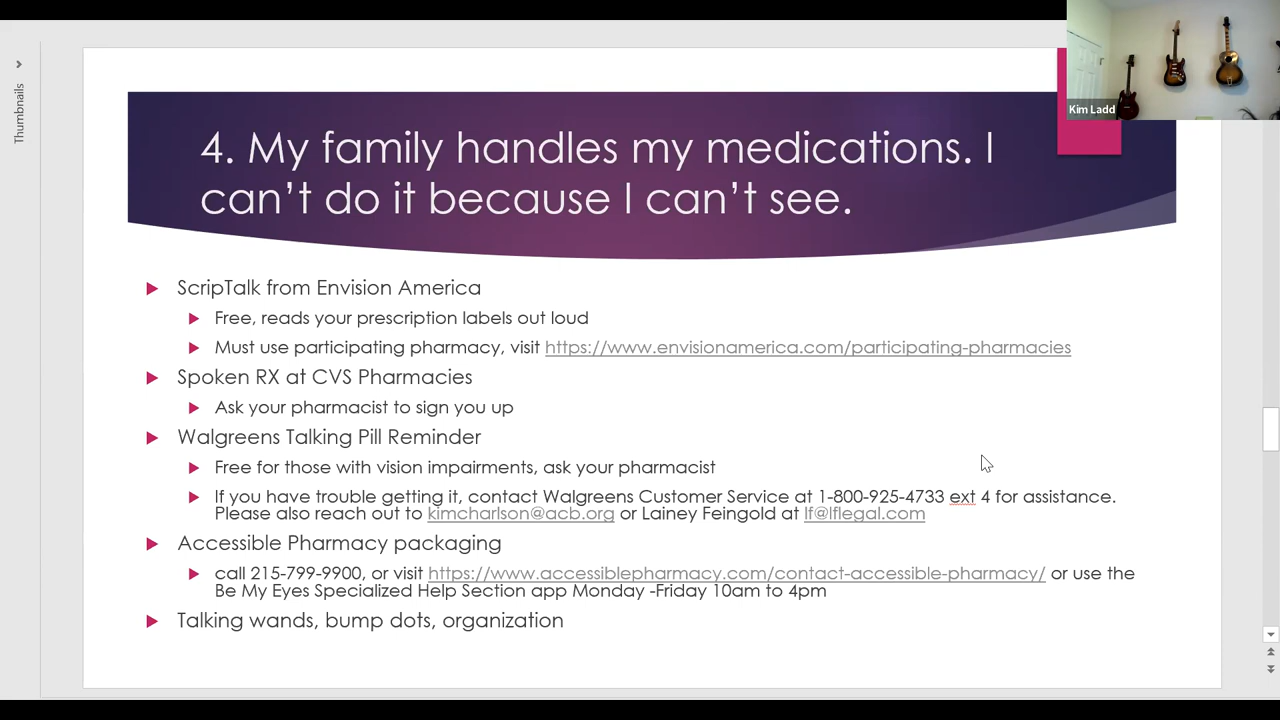 Thumbnails
Kim Ladd
4. My family handles my medications. I
can't do it because I can't see.
ScripTalk from Envision America
Free, reads your prescription labels out loud
Must use participating pharmacy, visit https://www.envisionamerica.com/participating-pharmacies
Spoken RX at CVS Pharmacies
Ask your pharmacist to sign you up
Walgreens Talking Pill Reminder
Free for those with vision impairments, ask your pharmacist
If you have trouble getting it, contact Walgreens Customer Service at 1-800-925-4733 ext 4 for assistance.
Please also reach out to kimcharlson@acb.org or Lainey Feingold at lf@lflegal.com
Accessible Pharmacy packaging
call 215-799-9900, or visit https://www.accessiblepharmacy.com/contact-accessible-pharmacy/ or use the
Be My Eyes Specialized Help Section app Monday -Friday 10am to 4pm
Talking wands, bump dots, organization